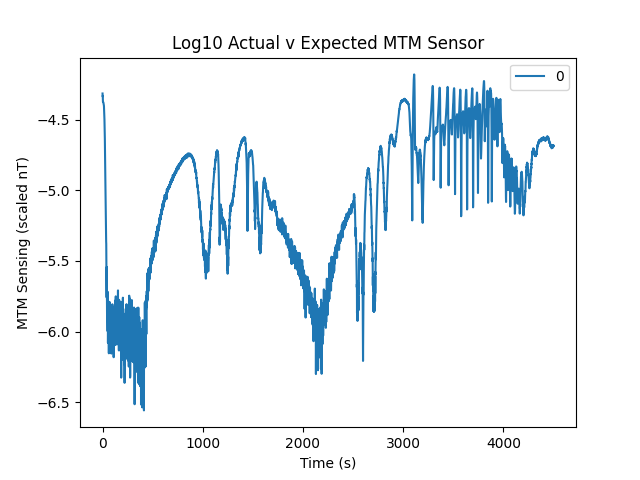 Log10 Actual v Expected MTM Sensor
0
MTM Sensing (scaled nT)
−4.5
−5.0
−5.5
−6.0
−6.5
0 1000 2000 3000 4000
Time (s)